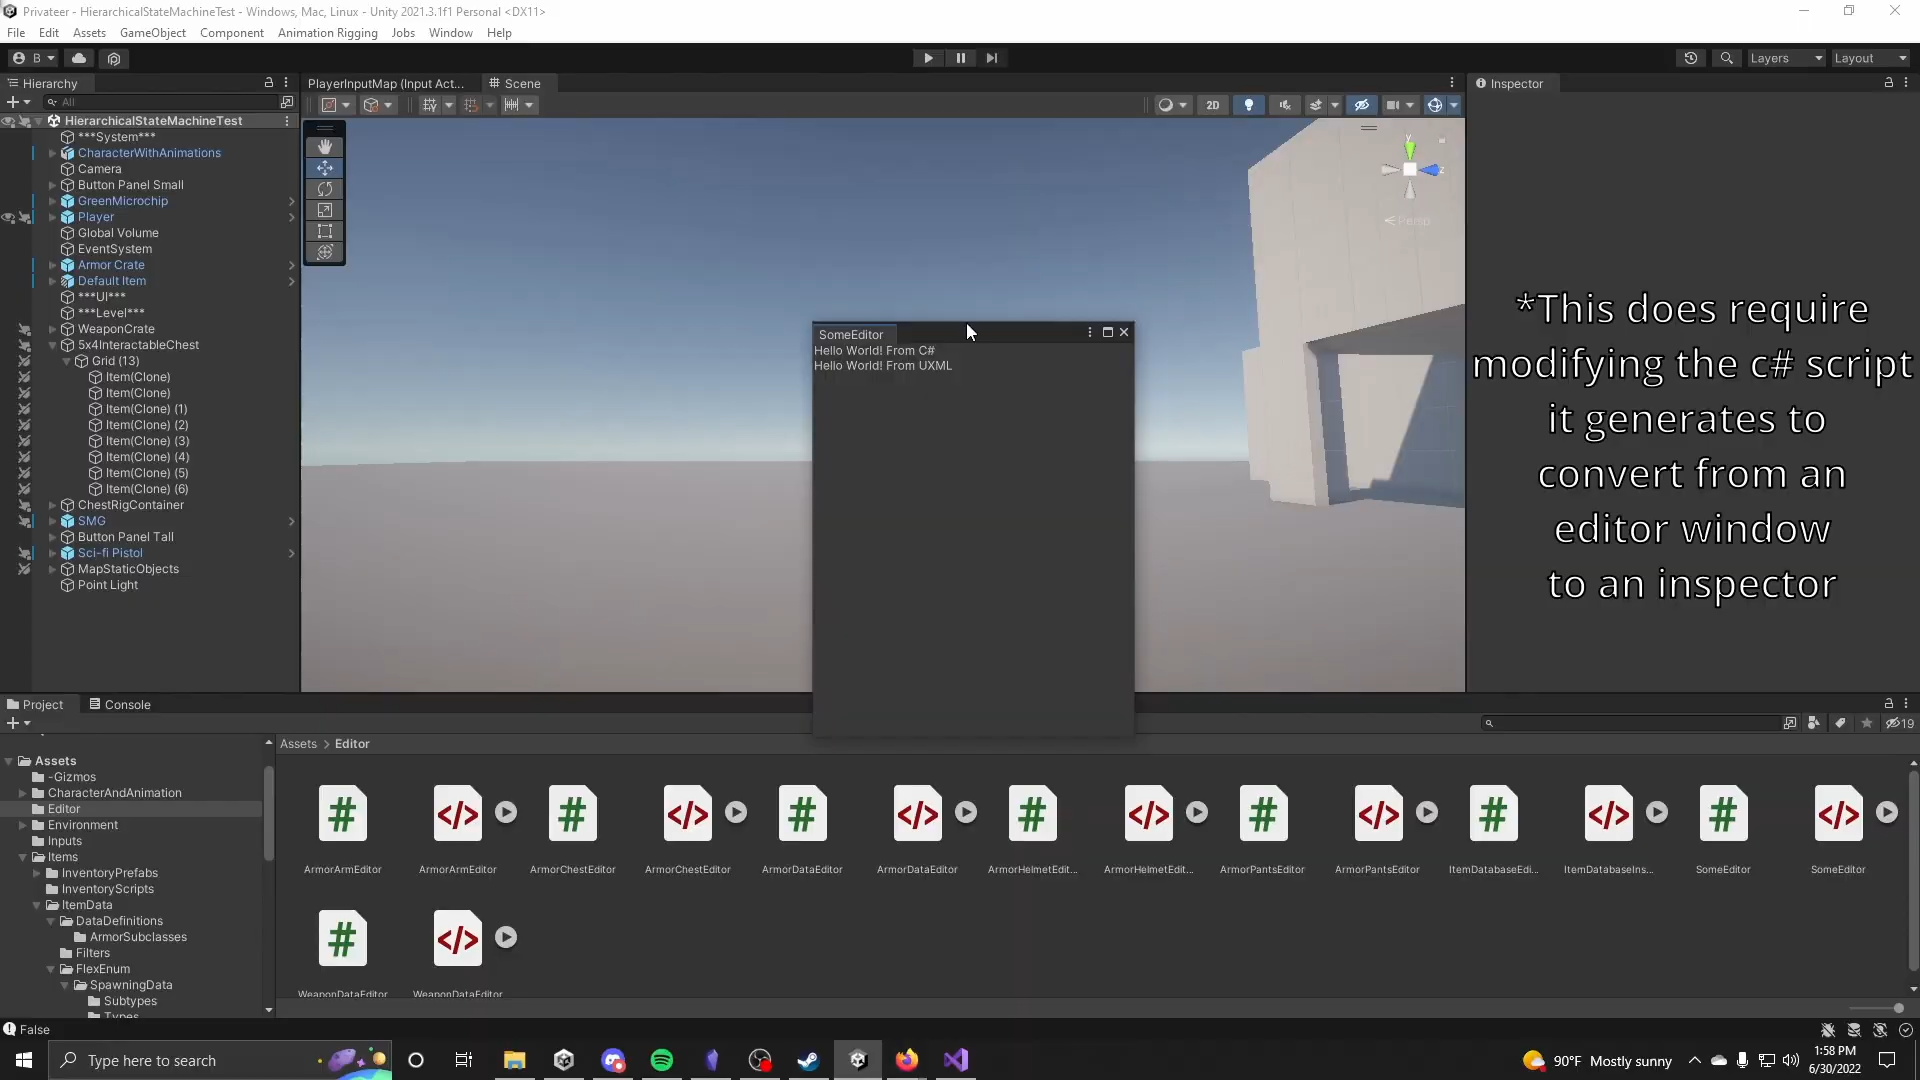 Privateer - HierarchicalStateMachineTest - Windows, Mac, Linux - Unity 2021.3.1f1 Personal <DX11>
File Edit Assets GameObject Component Animation Rigging Jobs Window Help
B
Layers
Layout
Hierarchy
All
HierarchicalStateMachineTest
***System***
CharacterWithAnimations
Camera
Button Panel Small
GreenMicrochip
Player
Global Volume
EventSystem
Armor Crate
Default Item
***UI***
***Level***
WeaponCrate
5x4InteractableChest
Grid (13)
Item(Clone)
Item(Clone)
Item(Clone) (1)
Item(Clone) (2)
Item(Clone) (3)
Item(Clone) (4)
Item(Clone) (5)
Item(Clone) (6)
ChestRigContainer
SMG
Button Panel Tall
Sci-fi Pistol
MapStaticObjects
Point Light
PlayerInputMap (Input Act...
Scene
2D
y
z
Persp
SomeEditor
Hello World! From C#
Hello World! From UXML
Inspector
*This does require
modifying the c# script
it generates to
convert from an
editor window
to an inspector
Project
Console
19
Assets
-Gizmos
CharacterAndAnimation
Editor
Environment
Inputs
Items
InventoryPrefabs
InventoryScripts
ItemData
DataDefinitions
ArmorSubclasses
Filters
FlexEnum
SpawningData
Subtypes
Types
Assets > Editor
ArmorArmEditor
ArmorArmEditor
ArmorChestEditor
ArmorChestEditor
ArmorDataEditor
ArmorDataEditor
ArmorHelmetEdit...
ArmorHelmetEdit...
ArmorPantsEditor
ArmorPantsEditor
ItemDatabaseEdi...
ItemDatabaseIns...
SomeEditor
SomeEditor
WeaponDataEditor
WeaponDataEditor
False
Type here to search
90°F Mostly sunny
1:58 PM
6/30/2022